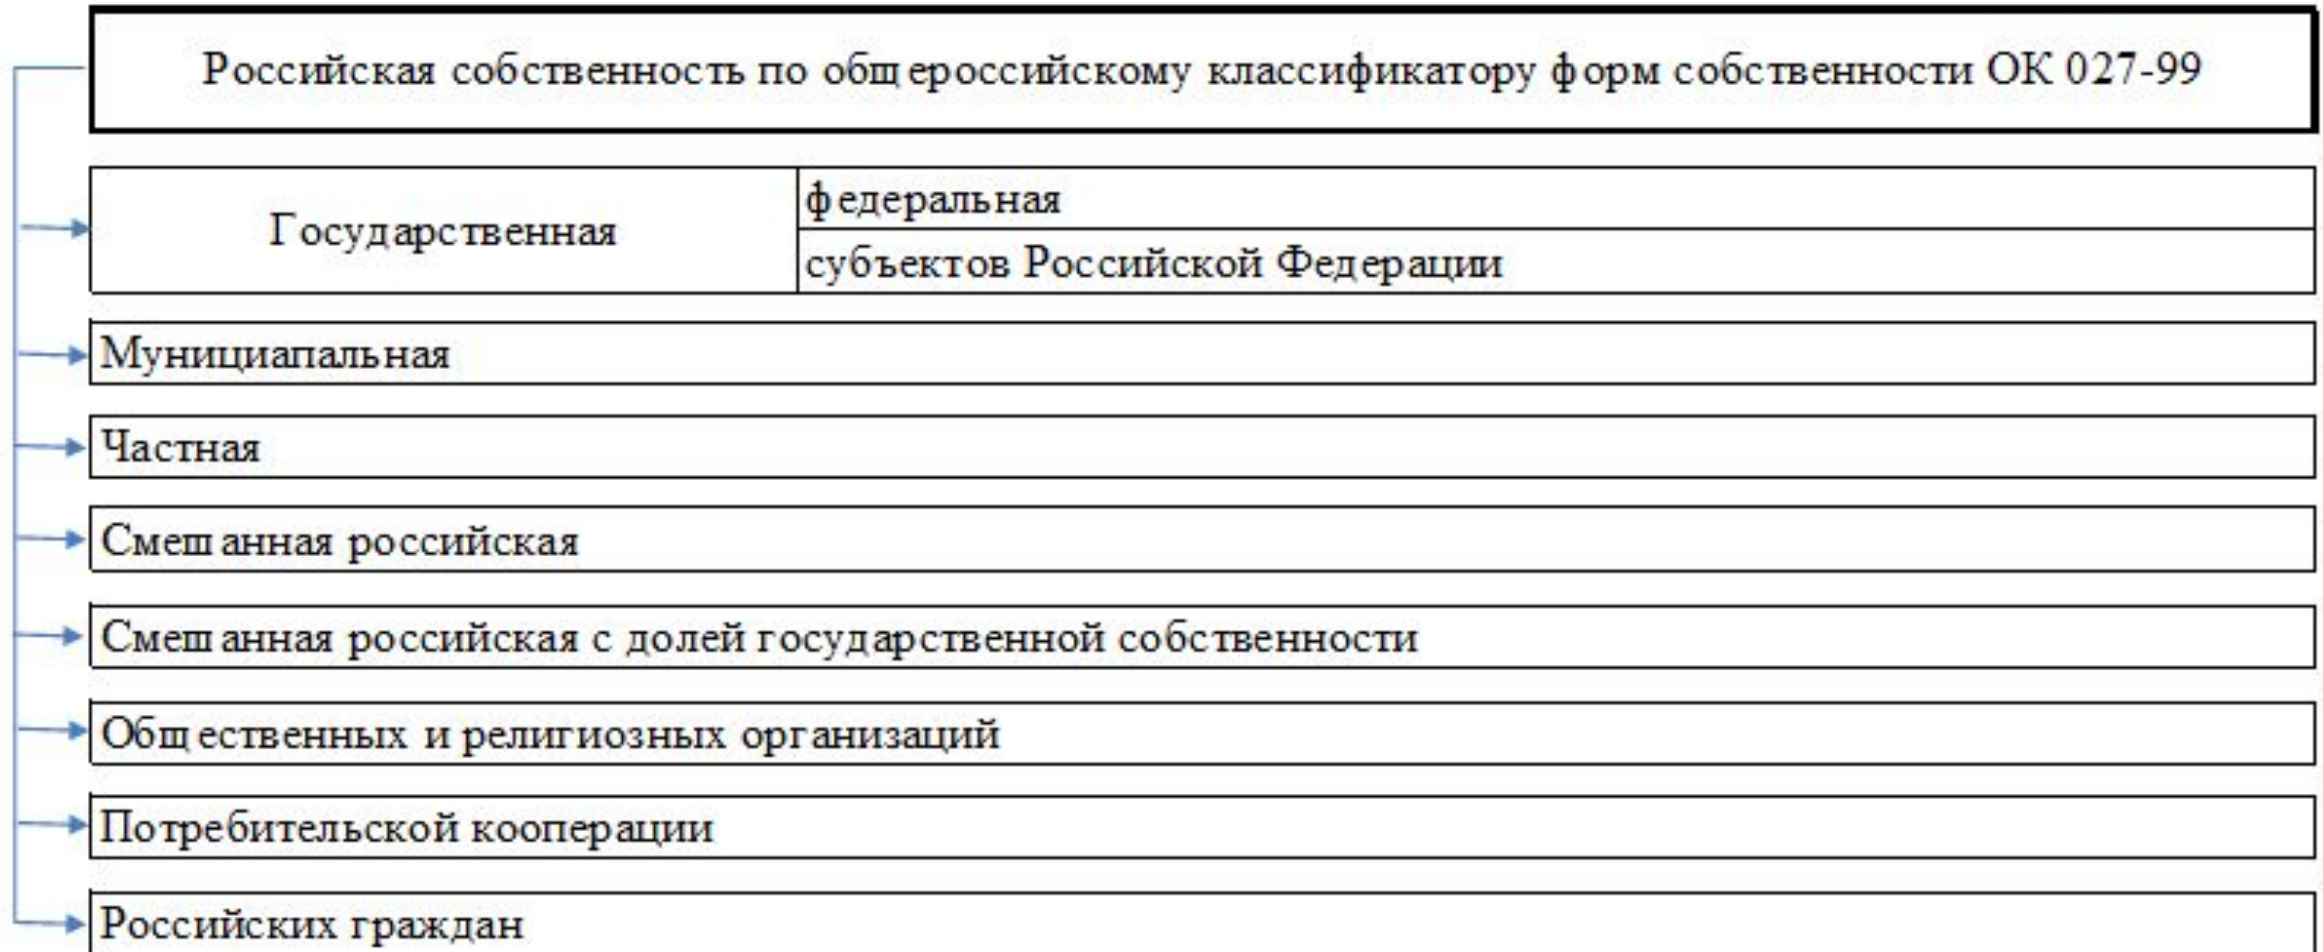 Российская собственность по общероссийскому классификатору форм собственности ОК 027-99
Государственная
федеральная
субъектов Российской Федерации
Мунициапальная
Частная
Смешанная российская
Смешанная российская с долей государственной собственности
Общественных и религиозных организаций
Потребительской кооперации
Российских граждан